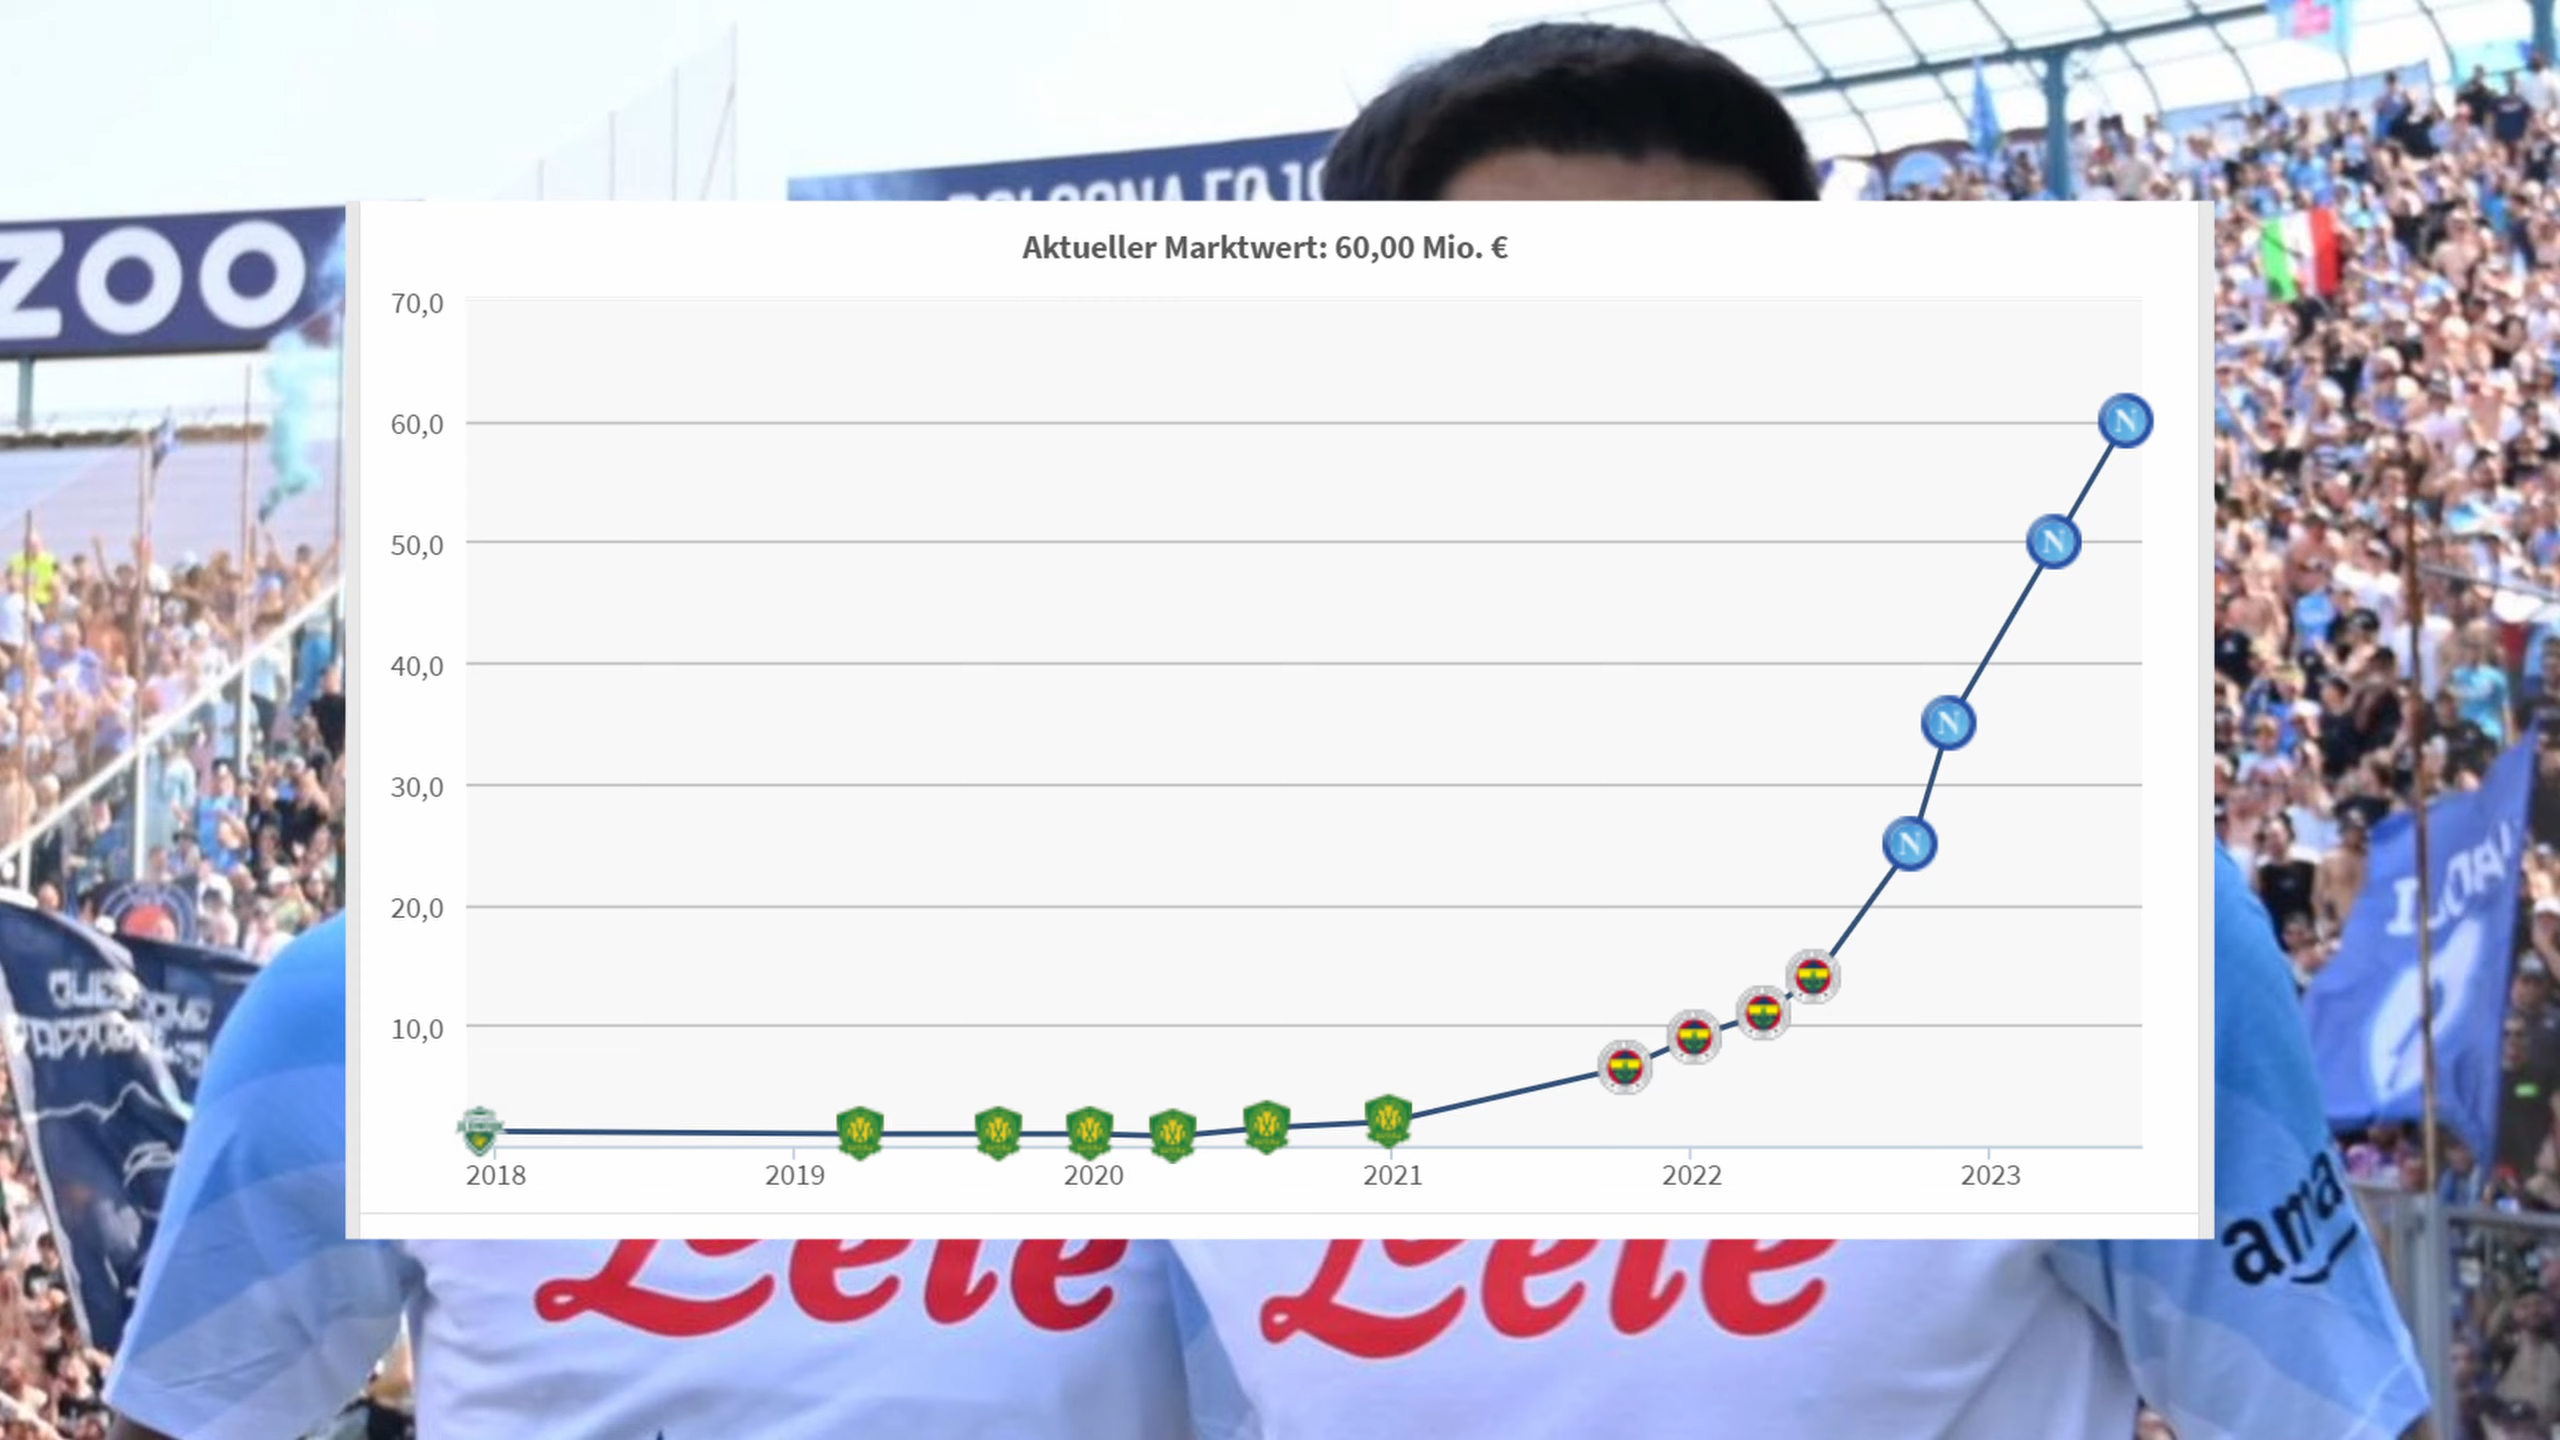 ZOO
Aktueller Marktwert: 60,00 Mio. €
70,0
60,0
50,0
40,0
30,0
20,0
10,0
2018
2019
2020
2021
2022
2023
N
N
N
N
Lete
Lete